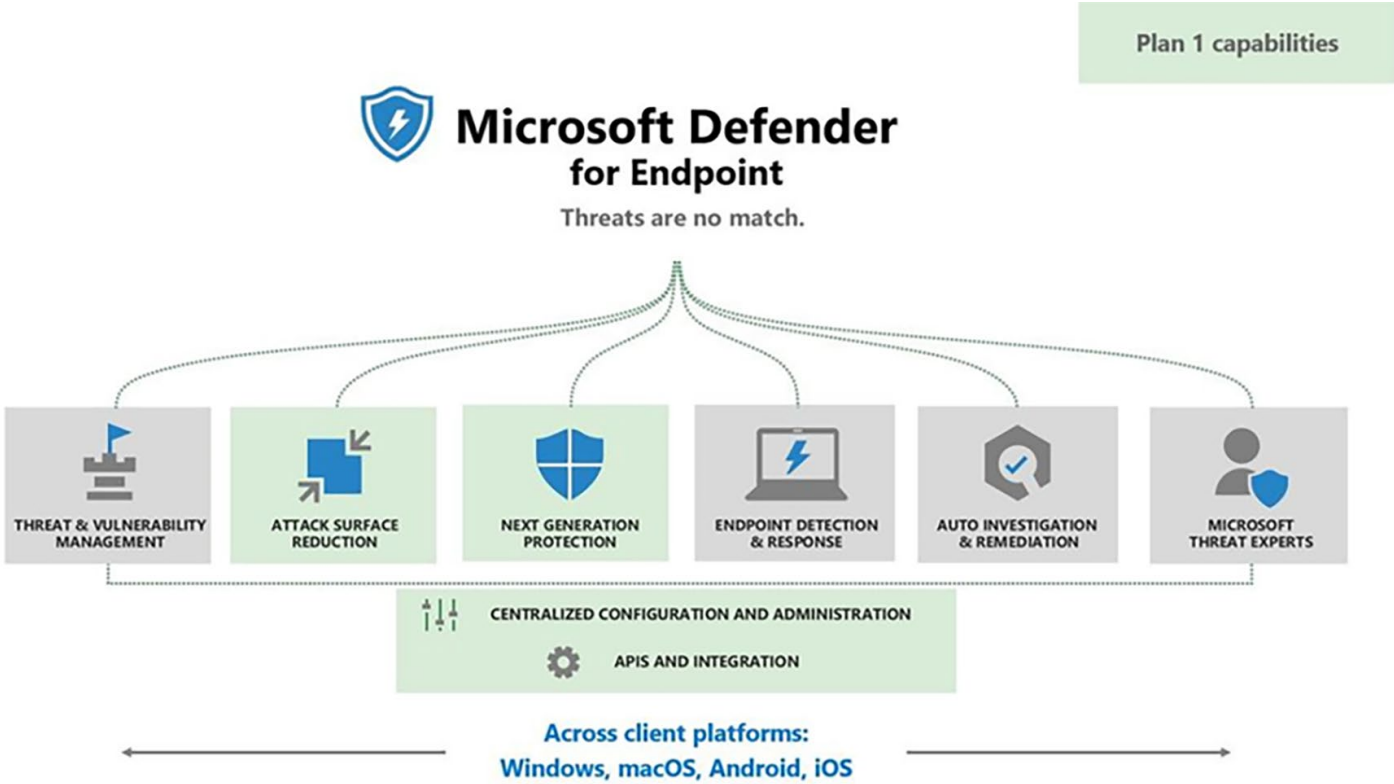 Plan 1 capabilities
Microsoft Defender
for Endpoint
Threats are no match.
THREAT & VULNERABILITY
MANAGEMENT
ATTACK SURFACE
REDUCTION
NEXT GENERATION
PROTECTION
ENDPOINT DETECTION
& RESPONSE
AUTO INVESTIGATION
& REMEDIATION
MICROSOFT
THREAT EXPERTS
CENTRALIZED CONFIGURATION AND ADMINISTRATION
APIS AND INTEGRATION
Across client platforms:
Windows, macOS, Android, iOS